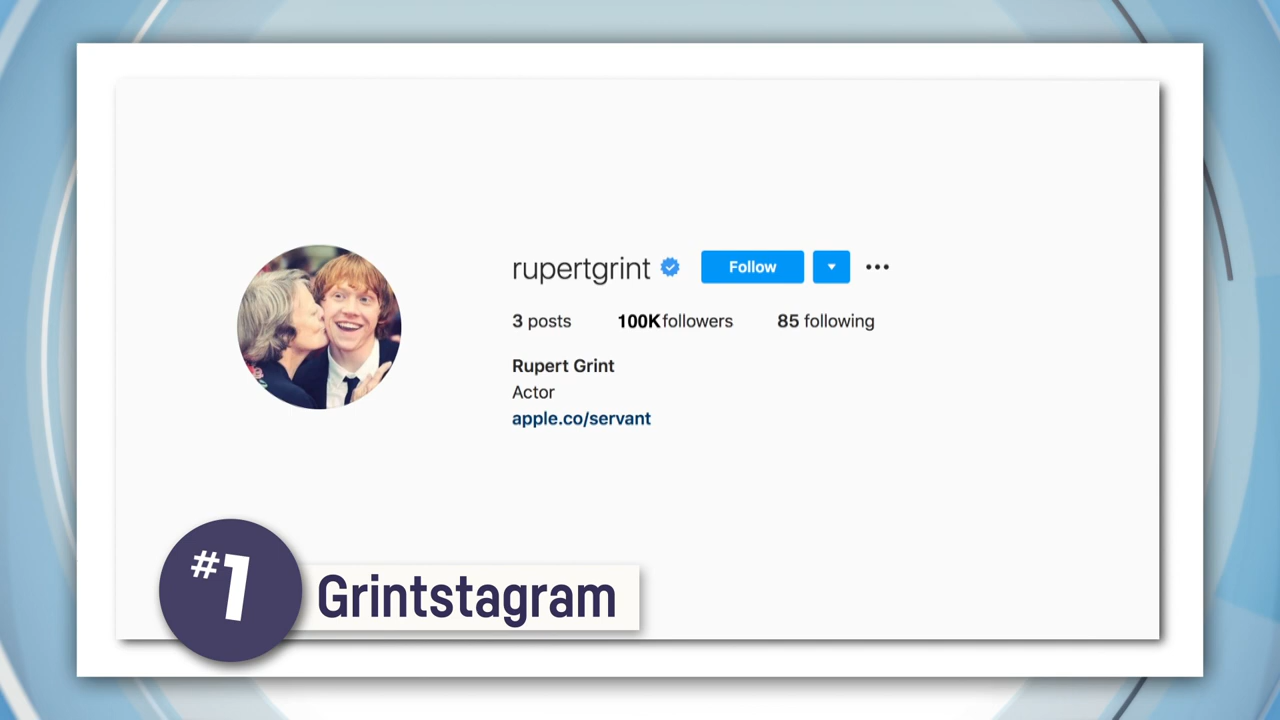 rupertgrint Follow
3 posts 100K followers 85 following
Rupert Grint
Actor
apple.co/servant
#1 Grintstagram